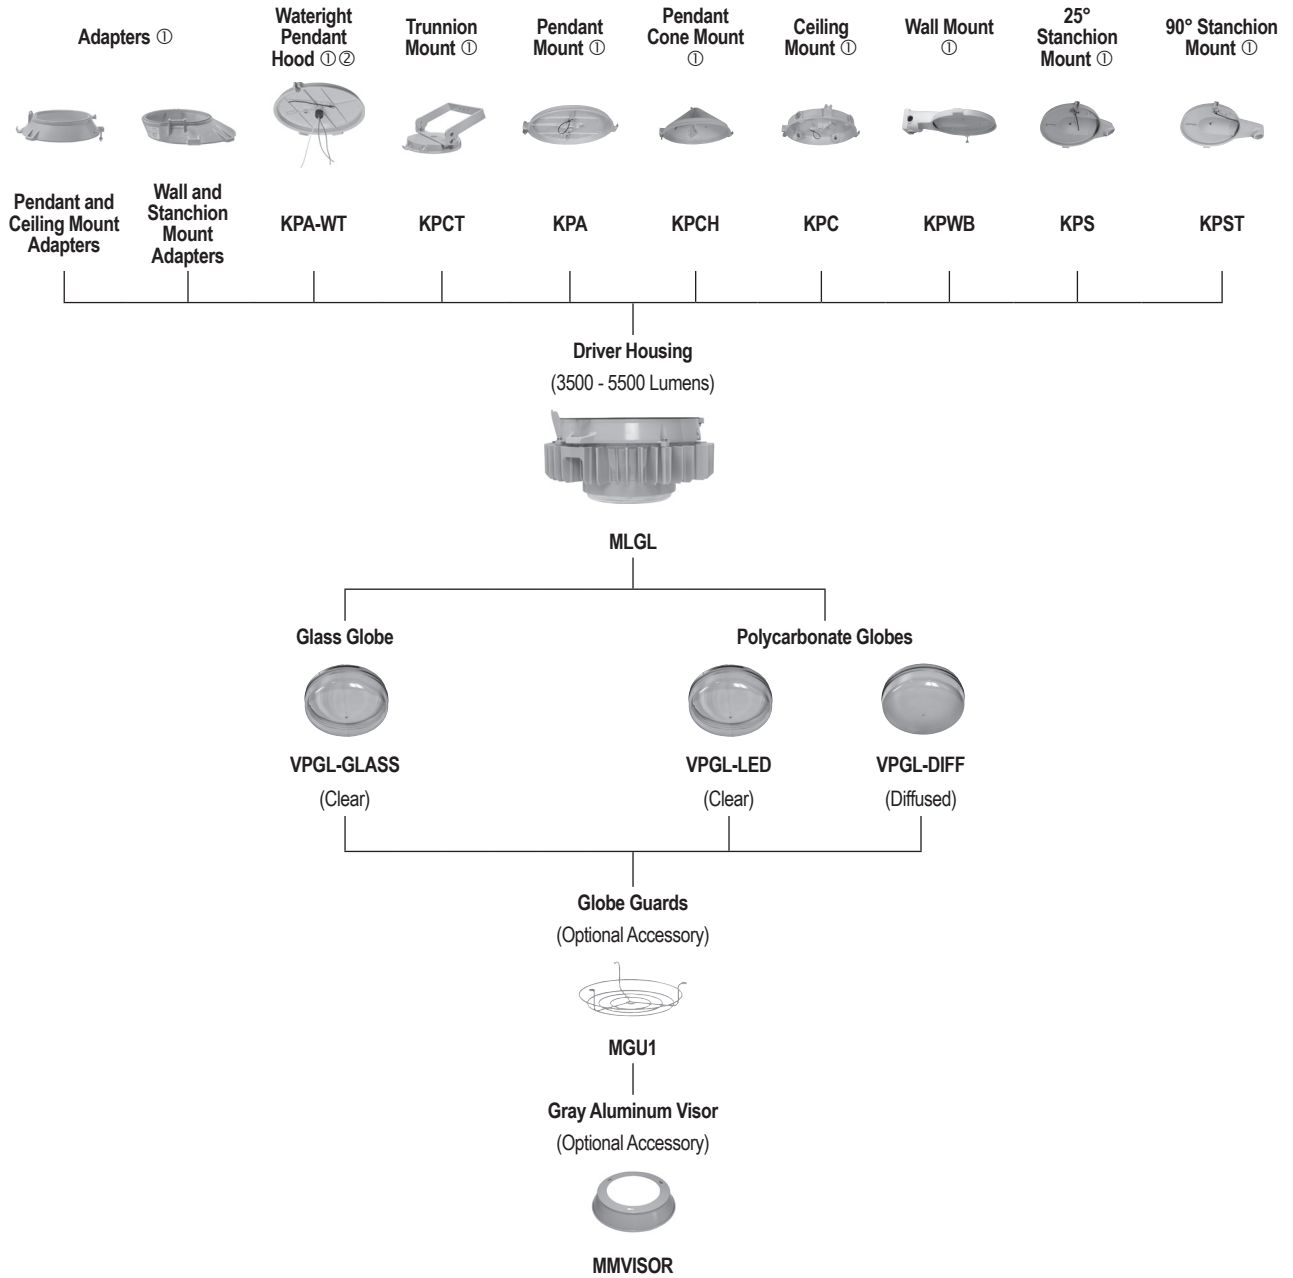 Adapters ①
Wateright
Pendant
Hood ①②
Trunnion
Mount ①
Pendant
Mount ①
Pendant
Cone Mount
①
Ceiling
Mount ①
Wall Mount
①
25°
Stanchion
Mount ①
90° Stanchion
Mount ①
Pendant and
Ceiling Mount
Adapters
Wall and
Stanchion
Mount
Adapters
KPA-WT
KPCT
KPA
KPCH
KPC
KPWB
KPS
KPST
Driver Housing
(3500 - 5500 Lumens)
MLGL
Glass Globe
Polycarbonate Globes
VPGL-GLASS
(Clear)
VPGL-LED
(Clear)
VPGL-DIFF
(Diffused)
Globe Guards
(Optional Accessory)
MGU1
Gray Aluminum Visor
(Optional Accessory)
MMVISOR